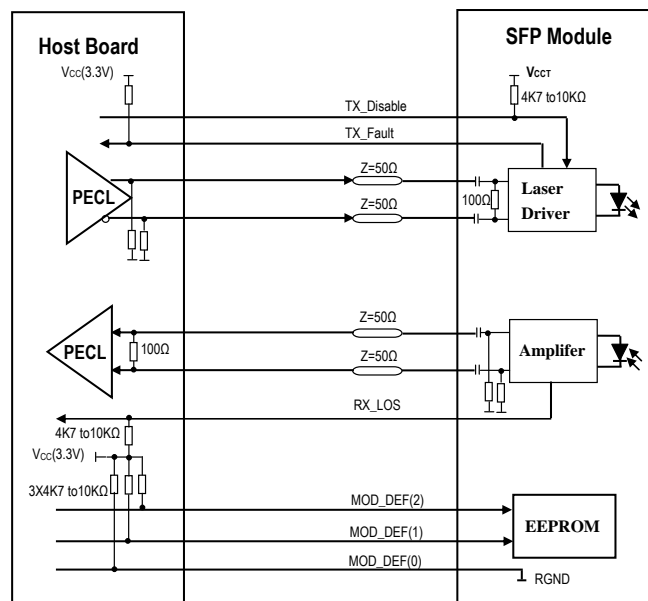 Host Board
SFP Module
VCC(3.3V)
VCCT
4K7 to10KΩ
TX_Disable
TX_Fault
Z=50Ω
PECL
100Ω
Laser
Driver
Z=50Ω
Z=50Ω
PECL
100Ω
Z=50Ω
Amplifer
RX_LOS
4K7 to10KΩ
VCC(3.3V)
3X4K7 to10KΩ
MOD_DEF(2)
EEPROM
MOD_DEF(1)
MOD_DEF(0)
RGND